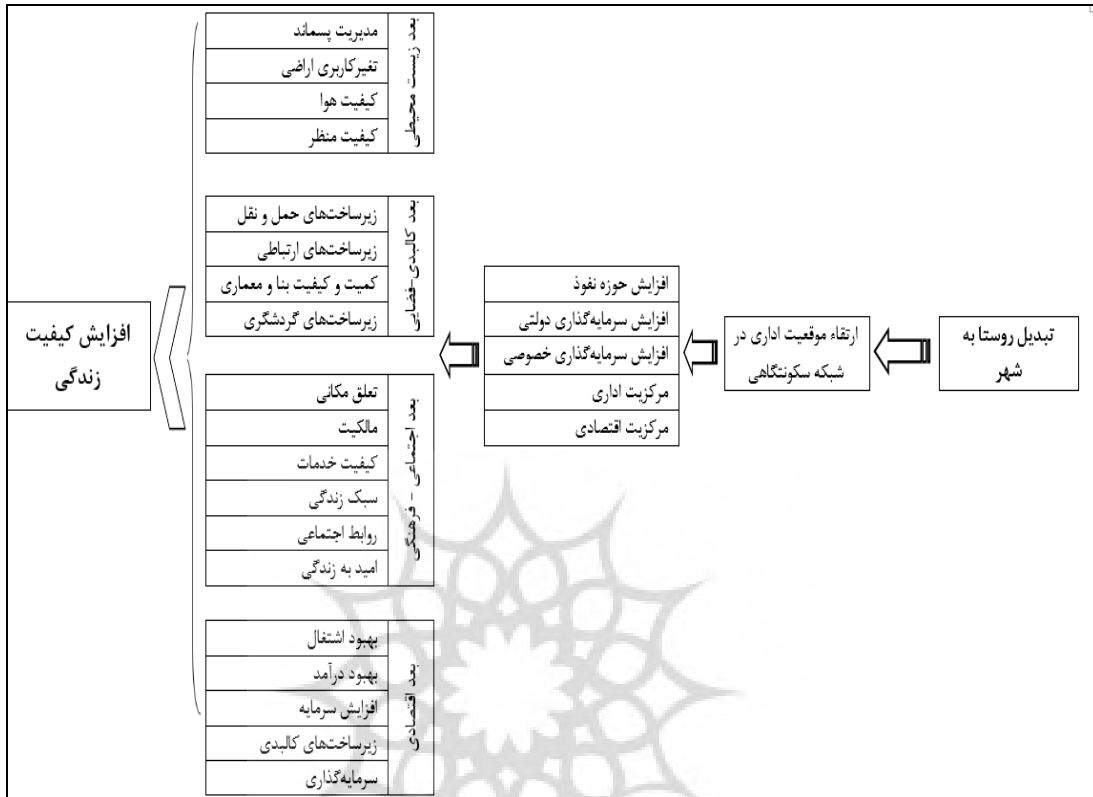 تبدیل روستا به
شهر
ارتقاء موقعیت اداری در
شبکه سکونتگاهی
افزایش حوزه نفوذ
افزایش سرمایه‌گذاری دولتی
افزایش سرمایه‌گذاری خصوصی
مرکزیت اداری
مرکزیت اقتصادی
بعد زیست محیطی
مدیریت پسماند
تغیرکاربری اراضی
کیفیت هوا
کیفیت منظر
بعد کالبدی-فضایی
زیرساخت‌های حمل و نقل
زیرساخت‌های ارتباطی
کمیت و کیفیت بنا و معماری
زیرساخت‌های گردشگری
بعد اجتماعی - فرهنگی
تعلق مکانی
مالکیت
کیفیت خدمات
سبک زندگی
روابط اجتماعی
امید به زندگی
بعد اقتصادی
بهبود اشتغال
بهبود درآمد
افزایش سرمایه
زیرساخت‌های کالبدی
سرمایه‌گذاری
افزایش کیفیت
زندگی